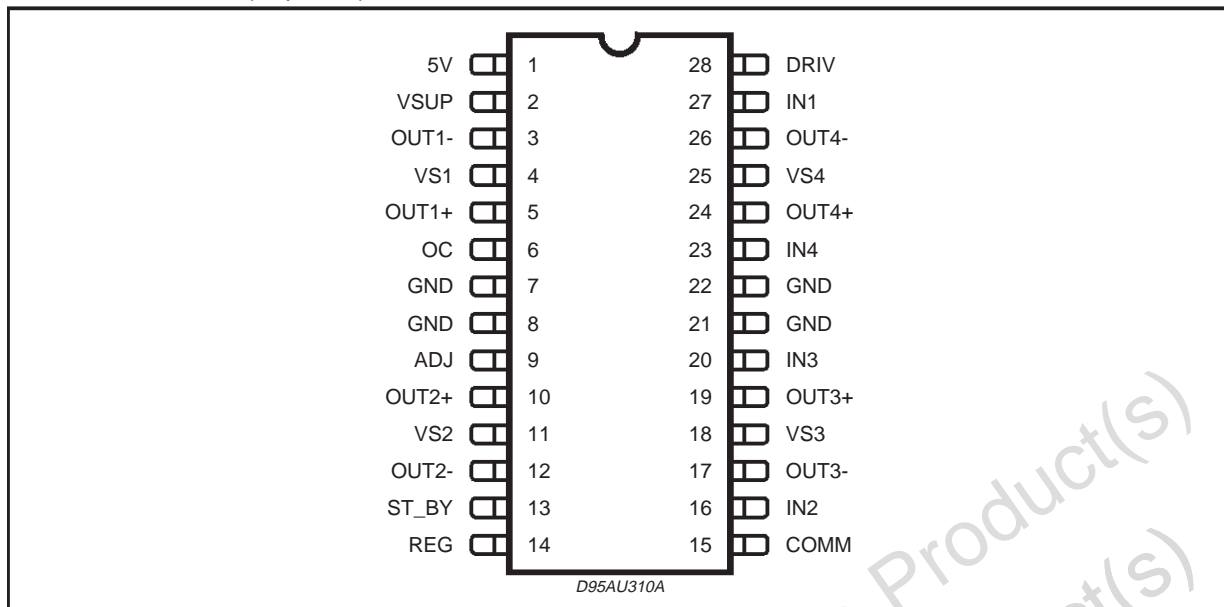 5V 1 28 DRIV
VSUP 2 27 IN1
OUT1- 3 26 OUT4-
VS1 4 25 VS4
OUT1+ 5 24 OUT4+
OC 6 23 IN4
GND 7 22 GND
GND 8 21 GND
ADJ 9 20 IN3
OUT2+ 10 19 OUT3+
VS2 11 18 VS3
OUT2- 12 17 OUT3-
ST_BY 13 16 IN2
REG 14 15 COMM
D95AU310A
Product(s)